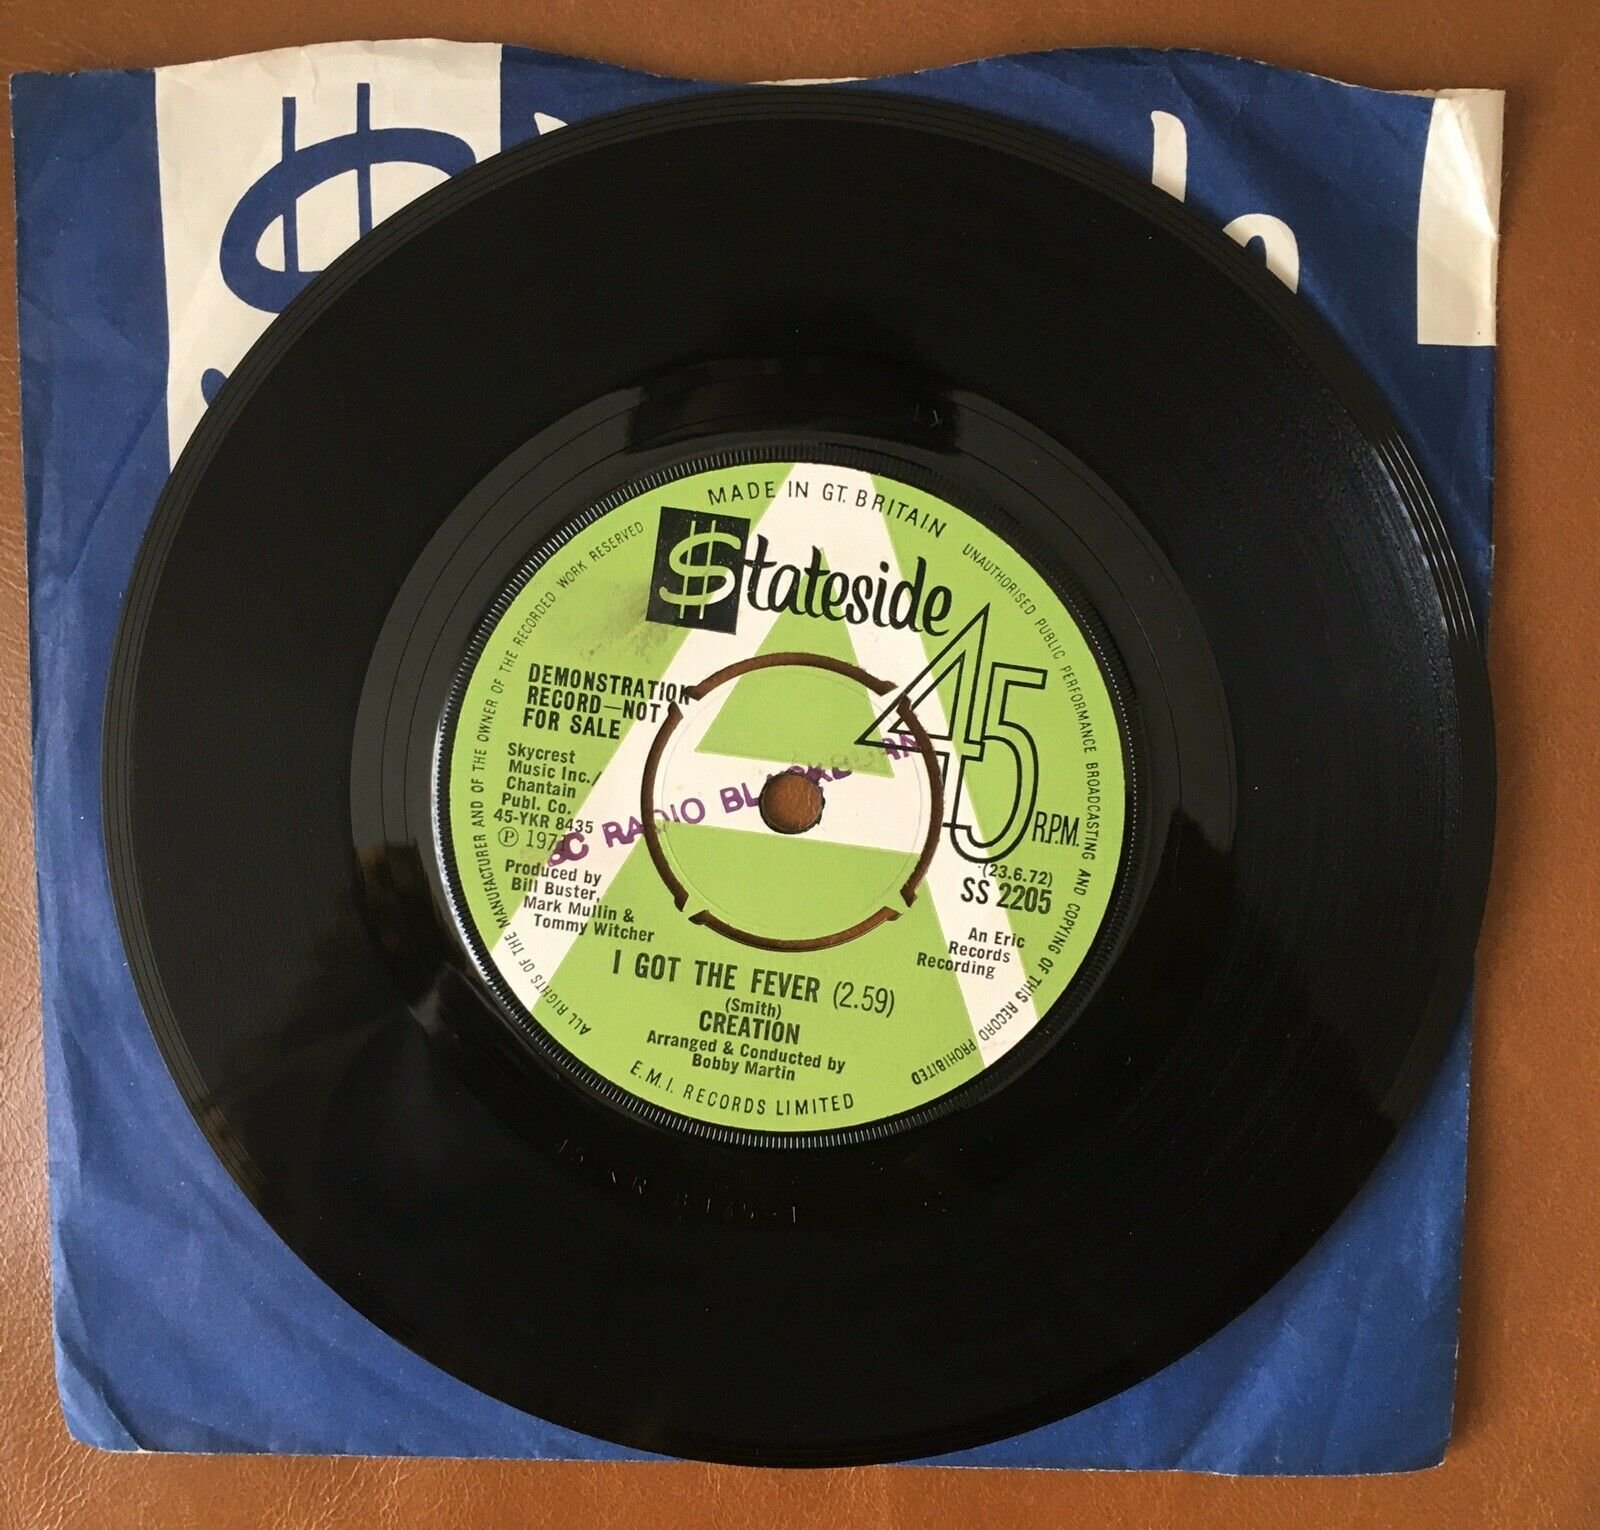 MADE IN GT. BRITAIN
$tateside
45
R.P.M.
DEMONSTRATION
RECORD—NOT
FOR SALE
Skycrest
Music Inc./
Chantain
Publ. Co.
45-YKR 8435
Ⓟ
Produced by
Bill Buster,
Mark Mullin &
Tommy Witcher
RADIO BLACKBURN
(23.6.72)
SS 2205
An Eric
Records
Recording
I GOT THE FEVER (2.59)
(Smith)
CREATION
Arranged & Conducted by
Bobby Martin
E.M.I. RECORDS LIMITED
ALL RIGHTS OF THE MANUFACTURER AND OF THE OWNER OF THE RECORDED WORK RESERVED
UNAUTHORISED PUBLIC PERFORMANCE BROADCASTING AND COPYING OF THIS RECORD PROHIBITED